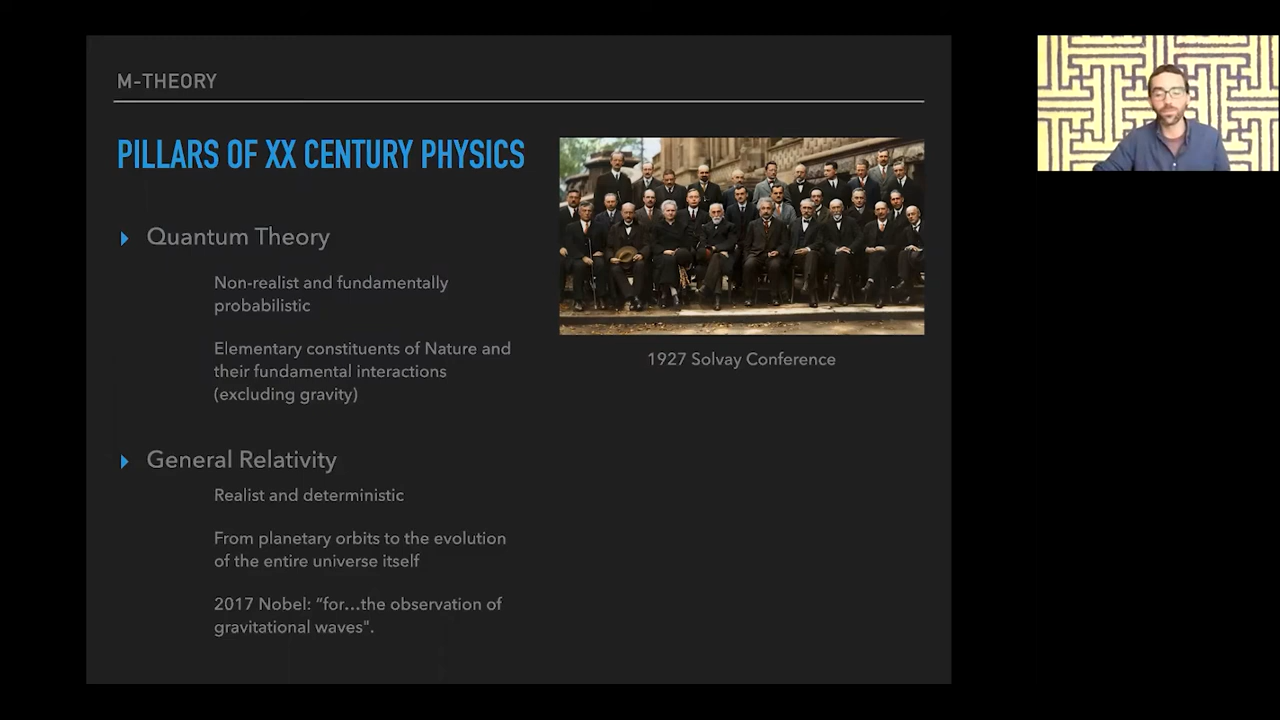 M-THEORY
PILLARS OF XX CENTURY PHYSICS
Quantum Theory
Non-realist and fundamentally
probabilistic
Elementary constituents of Nature and
their fundamental interactions
(excluding gravity)
General Relativity
Realist and deterministic
From planetary orbits to the evolution
of the entire universe itself
2017 Nobel: “for…the observation of
gravitational waves".
1927 Solvay Conference